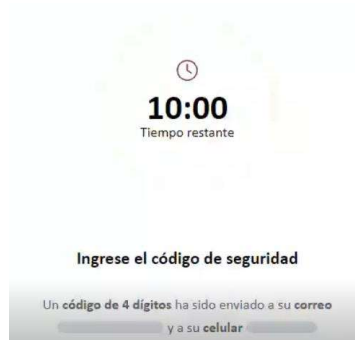 10:00
Tiempo restante
Ingrese el código de seguridad
Un código de 4 dígitos ha sido enviado a su correo
y a su celular